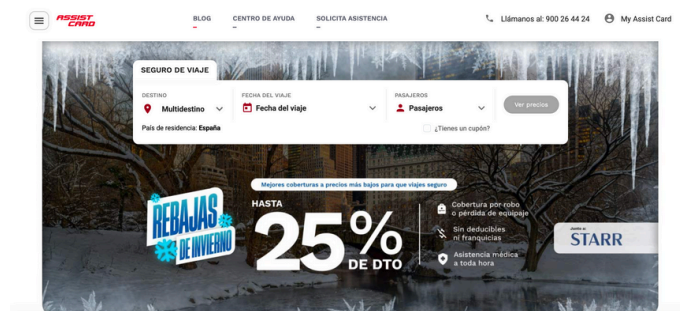 ASSIST
CARD
BLOG
CENTRO DE AYUDA
SOLICITA ASISTENCIA
Llámanos al: 900 26 44 24
My Assist Card
SEGURO DE VIAJE
DESTINO
Multidestino
FECHA DEL VIAJE
Fecha del viaje
PASAJEROS
Pasajeros
Ver precios
País de residencia: España
¿Tienes un cupón?
Mejores coberturas a precios más bajos para que viajes seguro
REBAJAS
DE INVIERNO
HASTA
25%
DE DTO
Cobertura por robo
o pérdida de equipaje
Sin deducibles
ni franquicias
Asistencia médica
a toda hora
STARR